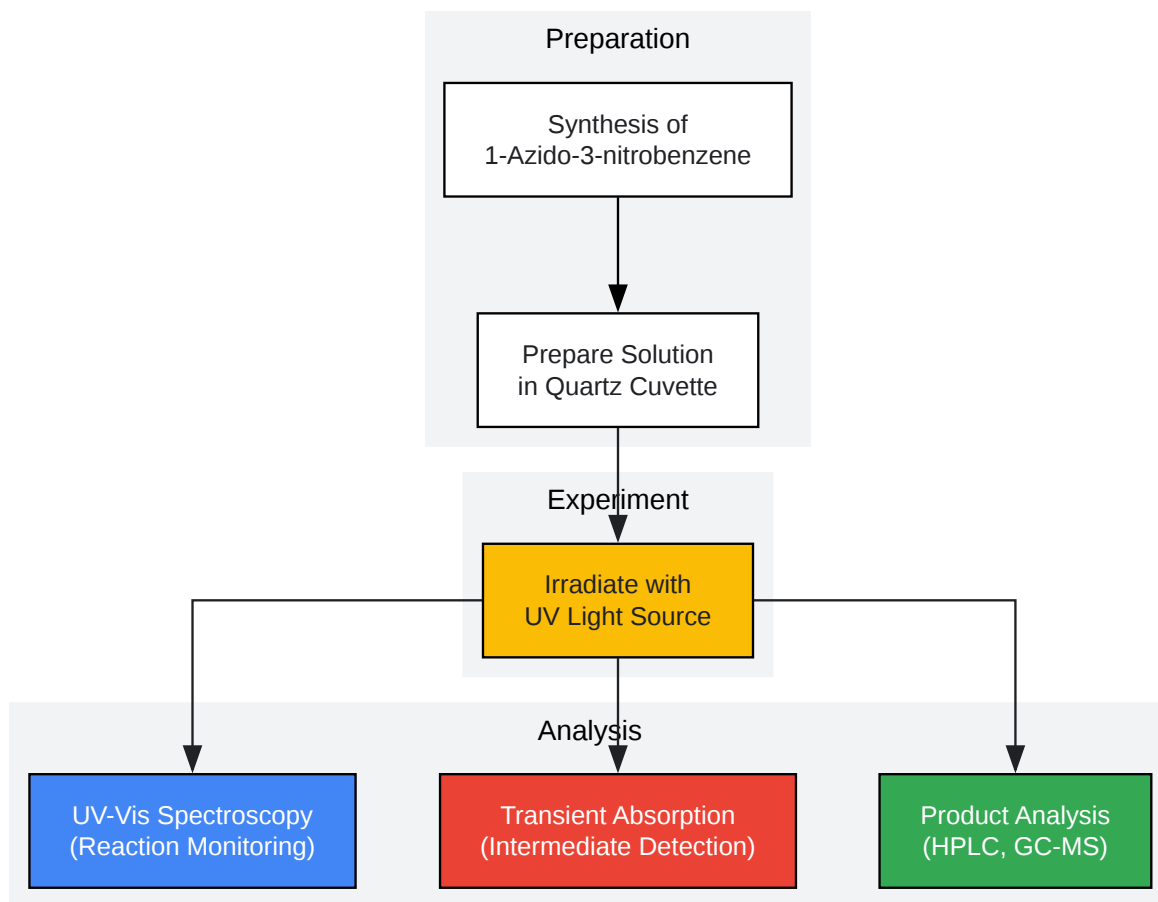 Preparation
Synthesis of
1-Azido-3-nitrobenzene
Prepare Solution
in Quartz Cuvette
Experiment
Irradiate with
UV Light Source
Analysis
UV-Vis Spectroscopy
(Reaction Monitoring)
Transient Absorption
(Intermediate Detection)
Product Analysis
(HPLC, GC-MS)